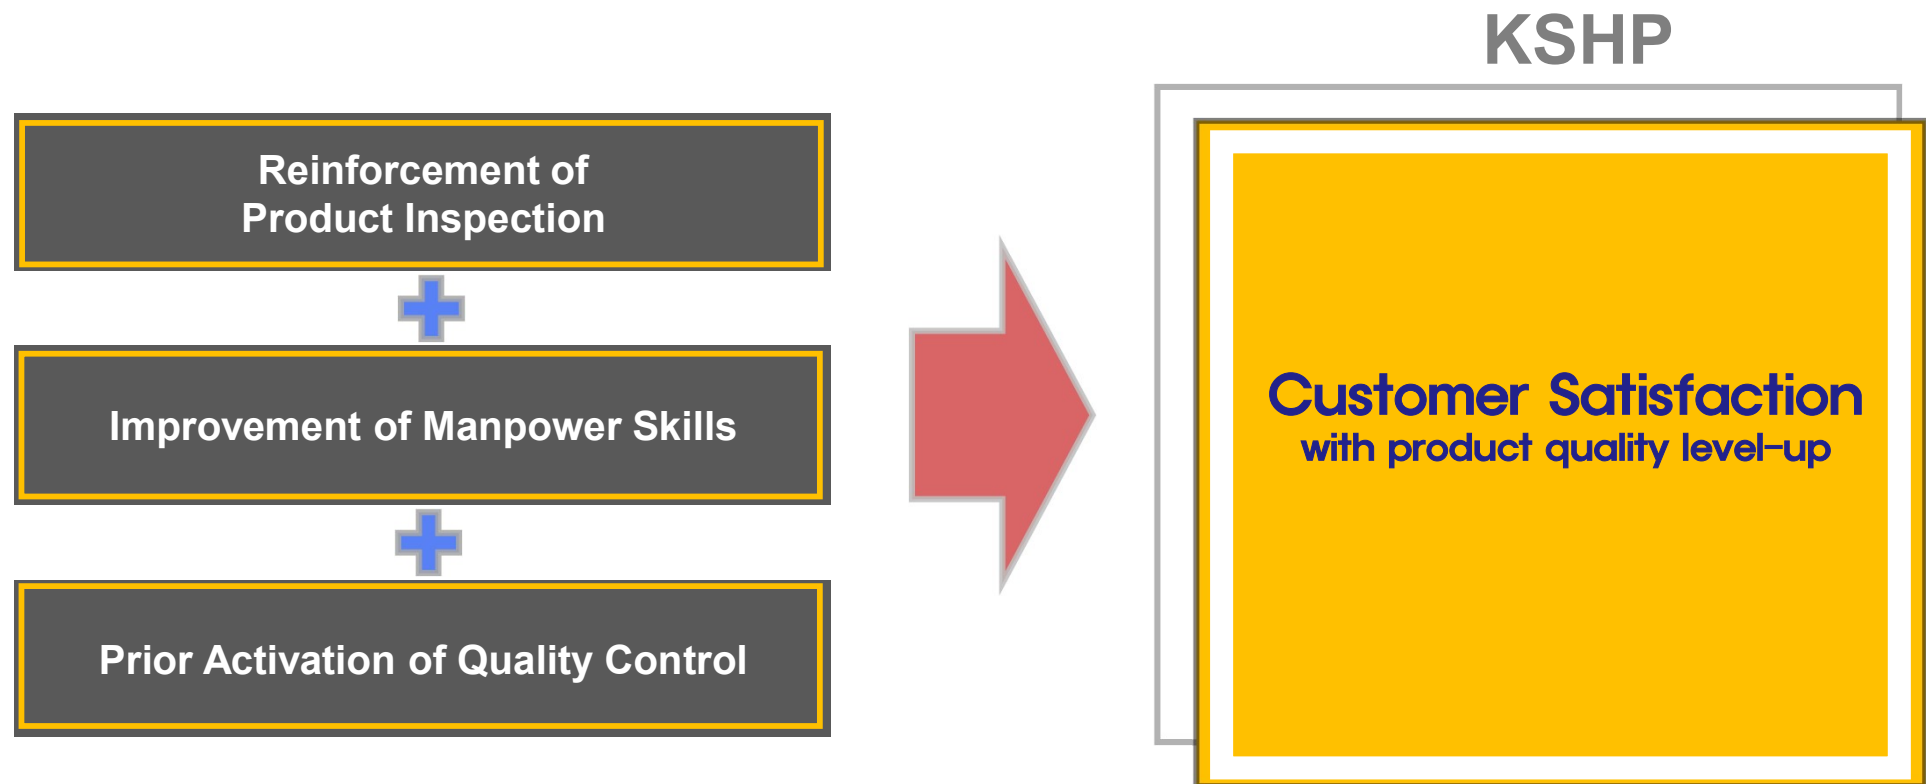 KSHP
Reinforcement of
Product Inspection
Improvement of Manpower Skills
Prior Activation of Quality Control
Customer Satisfaction
with product quality level-up